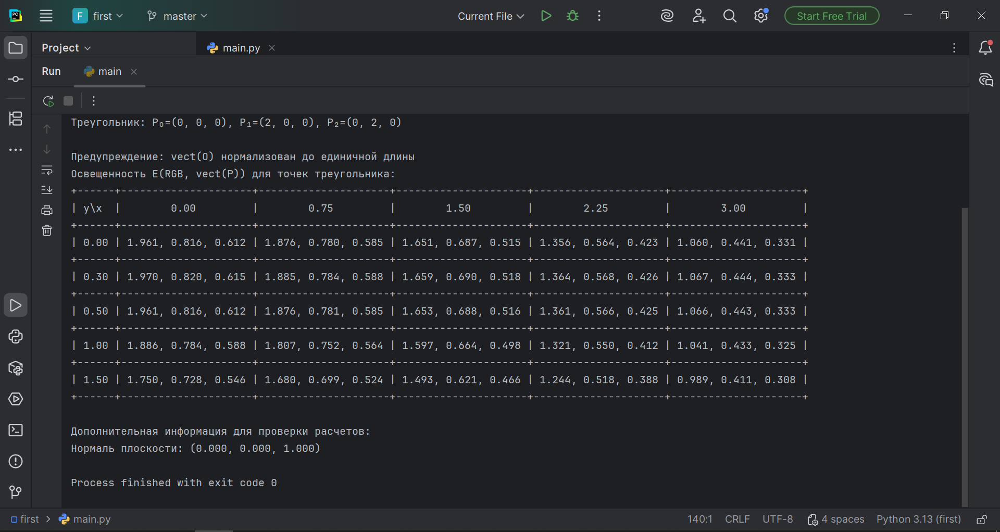 PC F first master Current File Start Free Trial
Project main.py
Run main
Треугольник: P₀=(0, 0, 0), P₁=(2, 0, 0), P₂=(0, 2, 0)
Предупреждение: vect(O) нормализован до единичной длины
Освещенность E(RGB, vect(P)) для точек треугольника:
+------+---------------------+---------------------+---------------------+---------------------+---------------------+
| y\x  |        0.00         |        0.75         |        1.50         |        2.25         |        3.00         |
+------+---------------------+---------------------+---------------------+---------------------+---------------------+
| 0.00 | 1.961, 0.816, 0.612 | 1.876, 0.780, 0.585 | 1.651, 0.687, 0.515 | 1.356, 0.564, 0.423 | 1.060, 0.441, 0.331 |
+------+---------------------+---------------------+---------------------+---------------------+---------------------+
| 0.30 | 1.970, 0.820, 0.615 | 1.885, 0.784, 0.588 | 1.659, 0.690, 0.518 | 1.364, 0.568, 0.426 | 1.067, 0.444, 0.333 |
+------+---------------------+---------------------+---------------------+---------------------+---------------------+
| 0.50 | 1.961, 0.816, 0.612 | 1.876, 0.781, 0.585 | 1.653, 0.688, 0.516 | 1.361, 0.566, 0.425 | 1.066, 0.443, 0.333 |
+------+---------------------+---------------------+---------------------+---------------------+---------------------+
| 1.00 | 1.886, 0.784, 0.588 | 1.807, 0.752, 0.564 | 1.597, 0.664, 0.498 | 1.321, 0.550, 0.412 | 1.041, 0.433, 0.325 |
+------+---------------------+---------------------+---------------------+---------------------+---------------------+
| 1.50 | 1.750, 0.728, 0.546 | 1.680, 0.699, 0.524 | 1.493, 0.621, 0.466 | 1.244, 0.518, 0.388 | 0.989, 0.411, 0.308 |
+------+---------------------+---------------------+---------------------+---------------------+---------------------+
Дополнительная информация для проверки расчетов:
Нормаль плоскости: (0.000, 0.000, 1.000)
Process finished with exit code 0
first > main.py 140:1 CRLF UTF-8 4 spaces Python 3.13 (first)